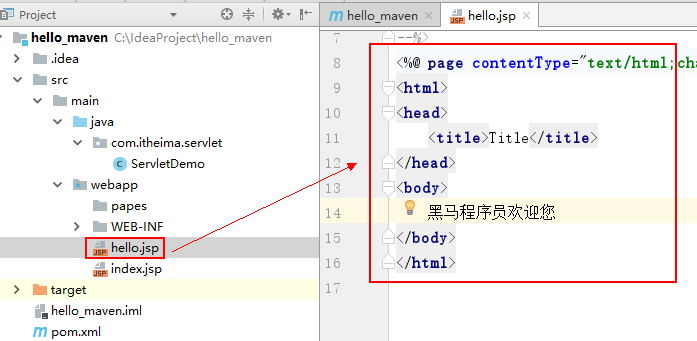 Project
hello_maven C:\IdeaProject\hello_maven
.idea
src
main
java
com.itheima.servlet
ServletDemo
webapp
papes
WEB-INF
hello.jsp
index.jsp
target
hello_maven.iml
pom.xml
hello_maven
hello.jsp
7 --%>
8 <%@ page contentType="text/html;cha
9 <html>
10 <head>
11 <title>Title</title>
12 </head>
13 <body>
14 黑马程序员欢迎您
15 </body>
16 </html>
17